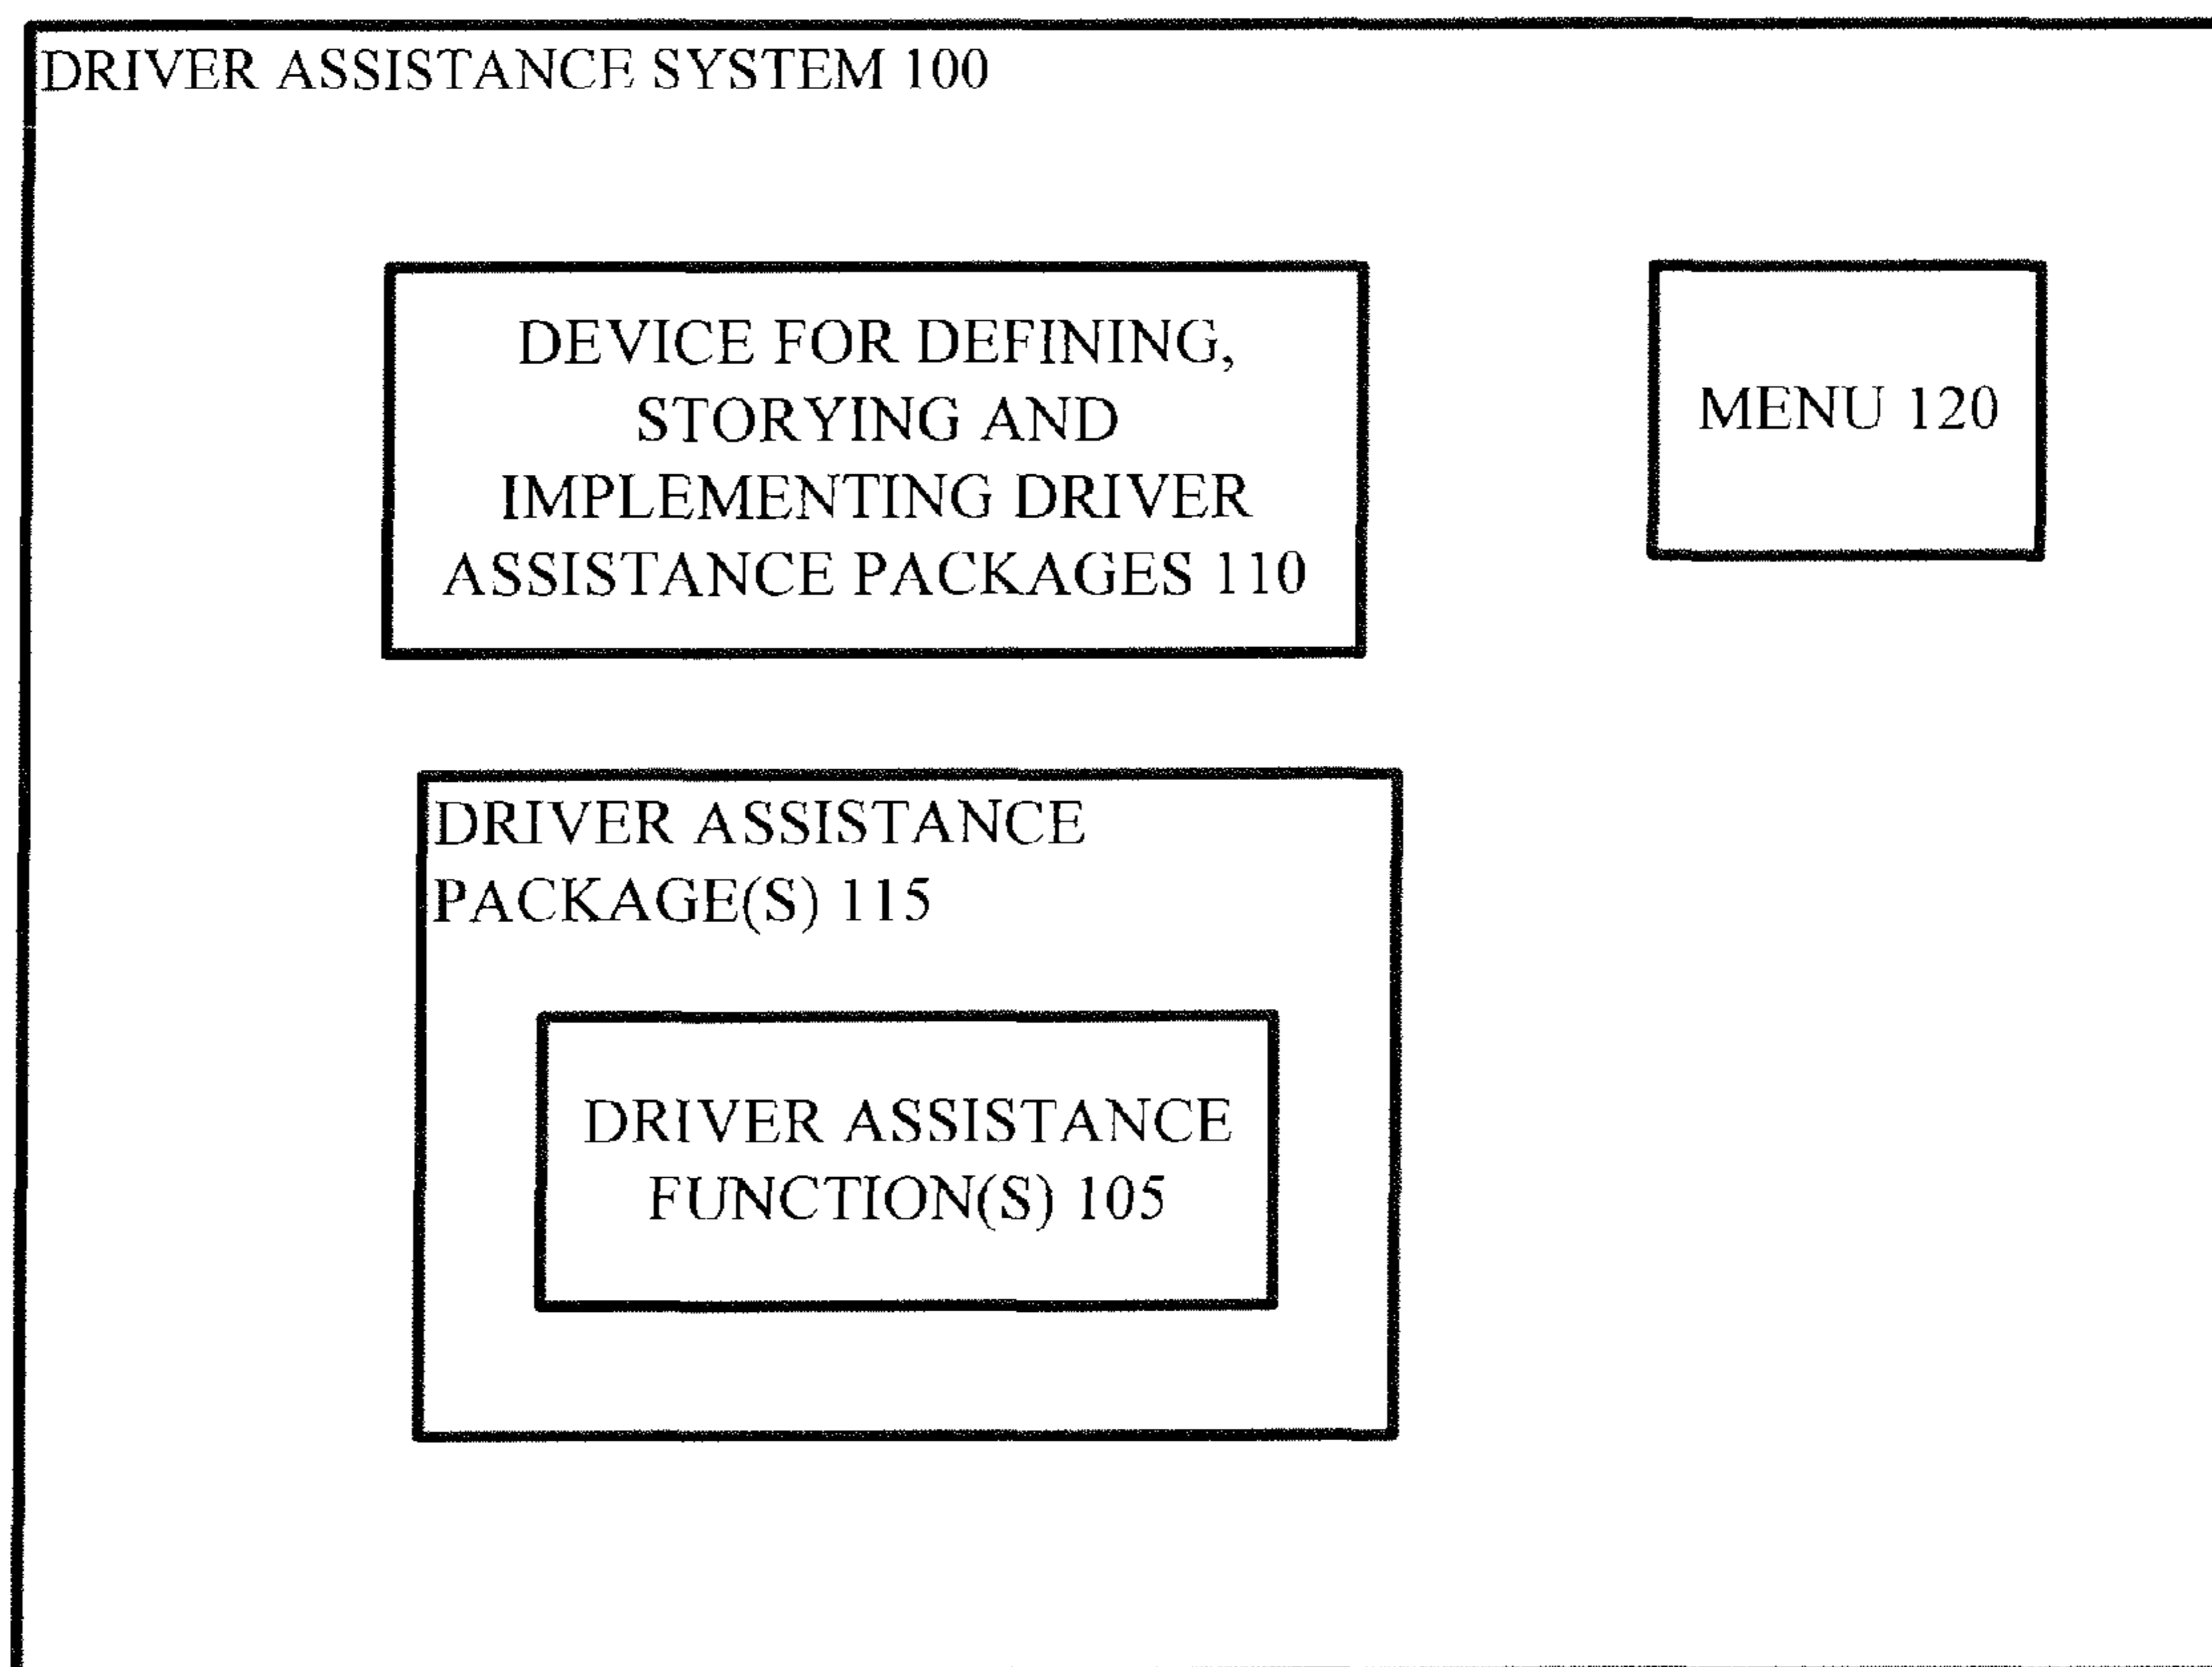 DRIVER ASSISTANCE SYSTEM 100
DEVICE FOR DEFINING,
STORYING AND
IMPLEMENTING DRIVER
ASSISTANCE PACKAGES 110
MENU 120
DRIVER ASSISTANCE
PACKAGE(S) 115
DRIVER ASSISTANCE
FUNCTION(S) 105